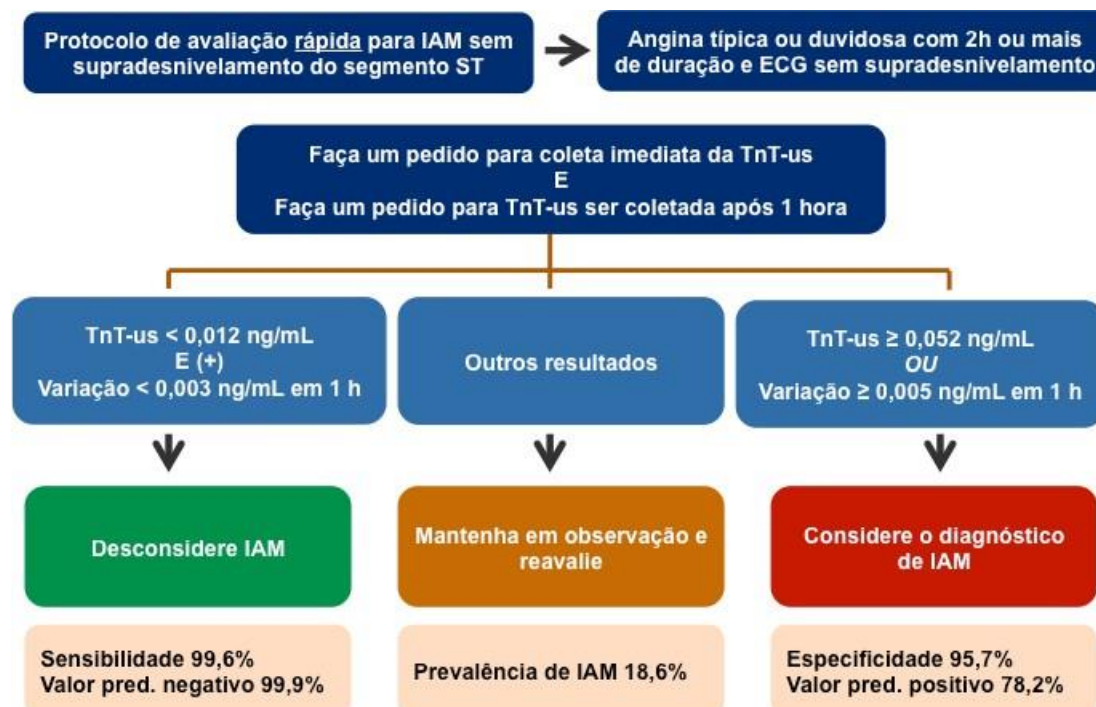 Protocolo de avaliação rápida para IAM sem
supradesnivelamento do segmento ST
Angina típica ou duvidosa com 2h ou mais
de duração e ECG sem supradesnivelamento
Faça um pedido para coleta imediata da TnT-us
E
Faça um pedido para TnT-us ser coletada após 1 hora
TnT-us < 0,012 ng/mL
E (+)
Variação < 0,003 ng/mL em 1 h
Outros resultados
TnT-us ≥ 0,052 ng/mL
OU
Variação ≥ 0,005 ng/mL em 1 h
Desconsidere IAM
Mantenha em observação e
reavalie
Considere o diagnóstico
de IAM
Sensibilidade 99,6%
Valor pred. negativo 99,9%
Prevalência de IAM 18,6%
Especificidade 95,7%
Valor pred. positivo 78,2%